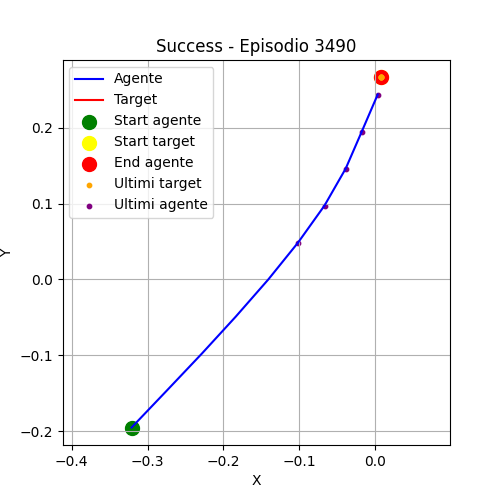 Success - Episodio 3490
Agente
Target
Start agente
Start target
End agente
Ultimi target
Ultimi agente
Y
0.2
0.1
0.0
−0.1
−0.2
−0.4
−0.3
−0.2
−0.1
0.0
X